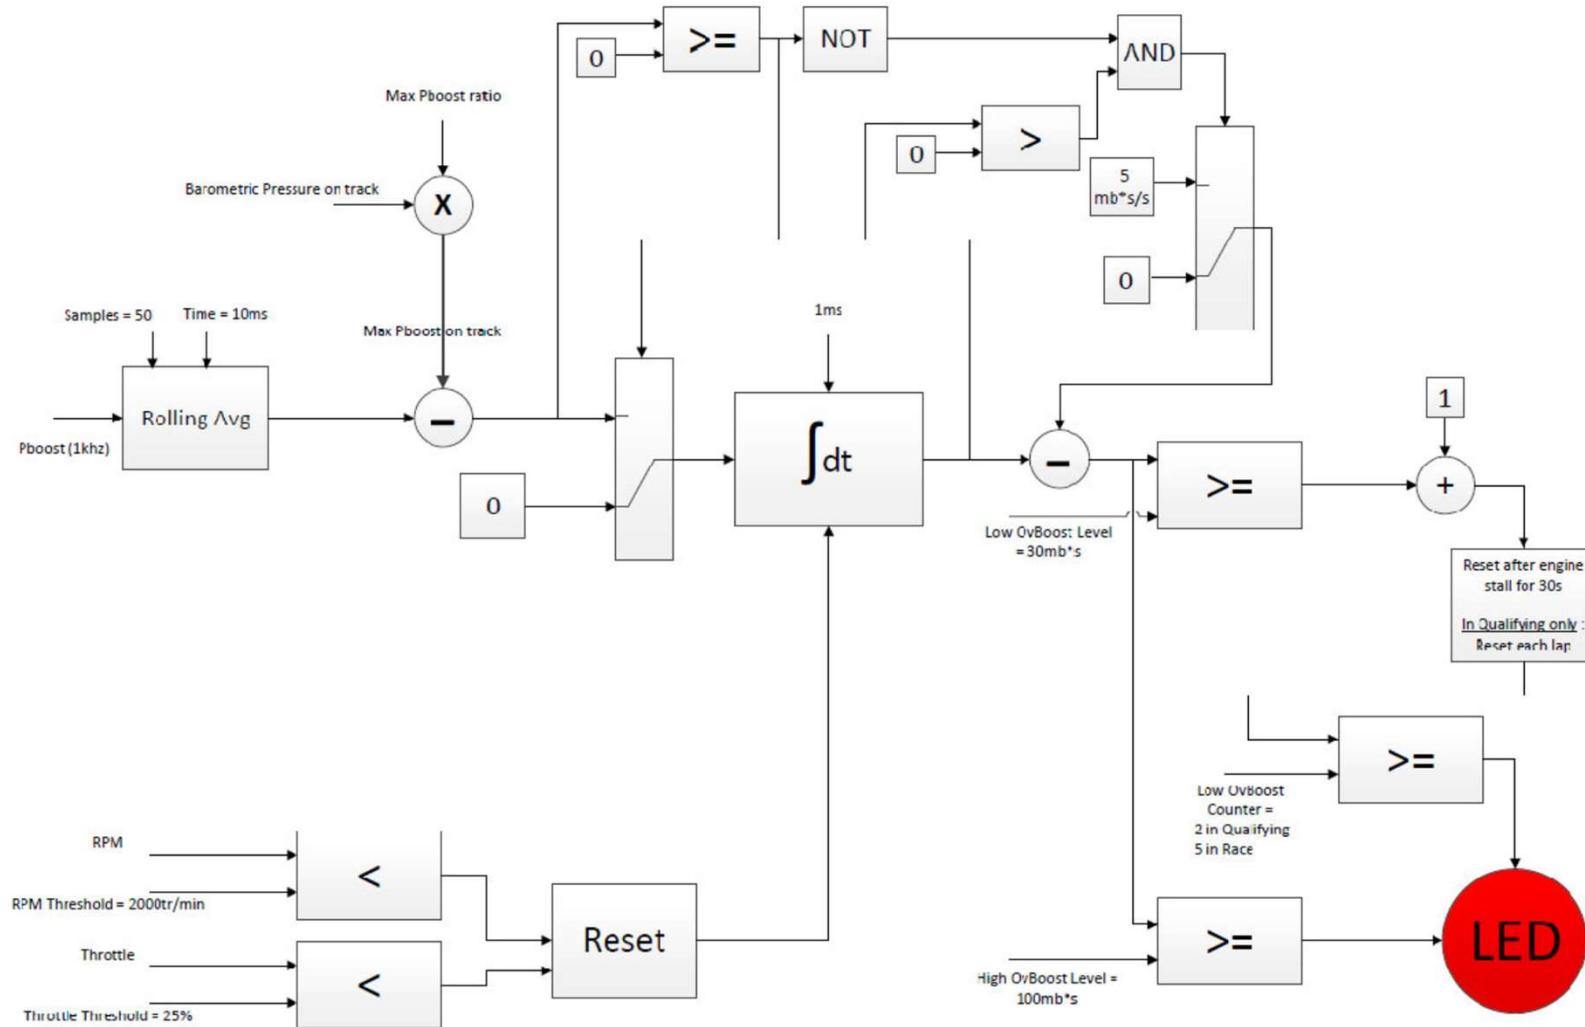 >=
NOT
AND
0
Max Pboost ratio
>
0
Barometric Pressure on track
X
5
mb*s/s
0
Samples = 50
Time = 10ms
1ms
Max Pboost on track
Rolling Avg
−
Pboost (1khz)
0
∫dt
−
1
>=
+
Low OvBoost Level
= 30mb*s
Reset after engine
stall for 30s
In Qualifying only :
Reset each lap
>=
Low OvBoost
Counter =
2 in Qualifying
5 in Race
RPM
<
RPM Threshold = 2000tr/min
Reset
Throttle
<
Throttle Threshold = 25%
>=
High OvBoost Level =
100mb*s
LED